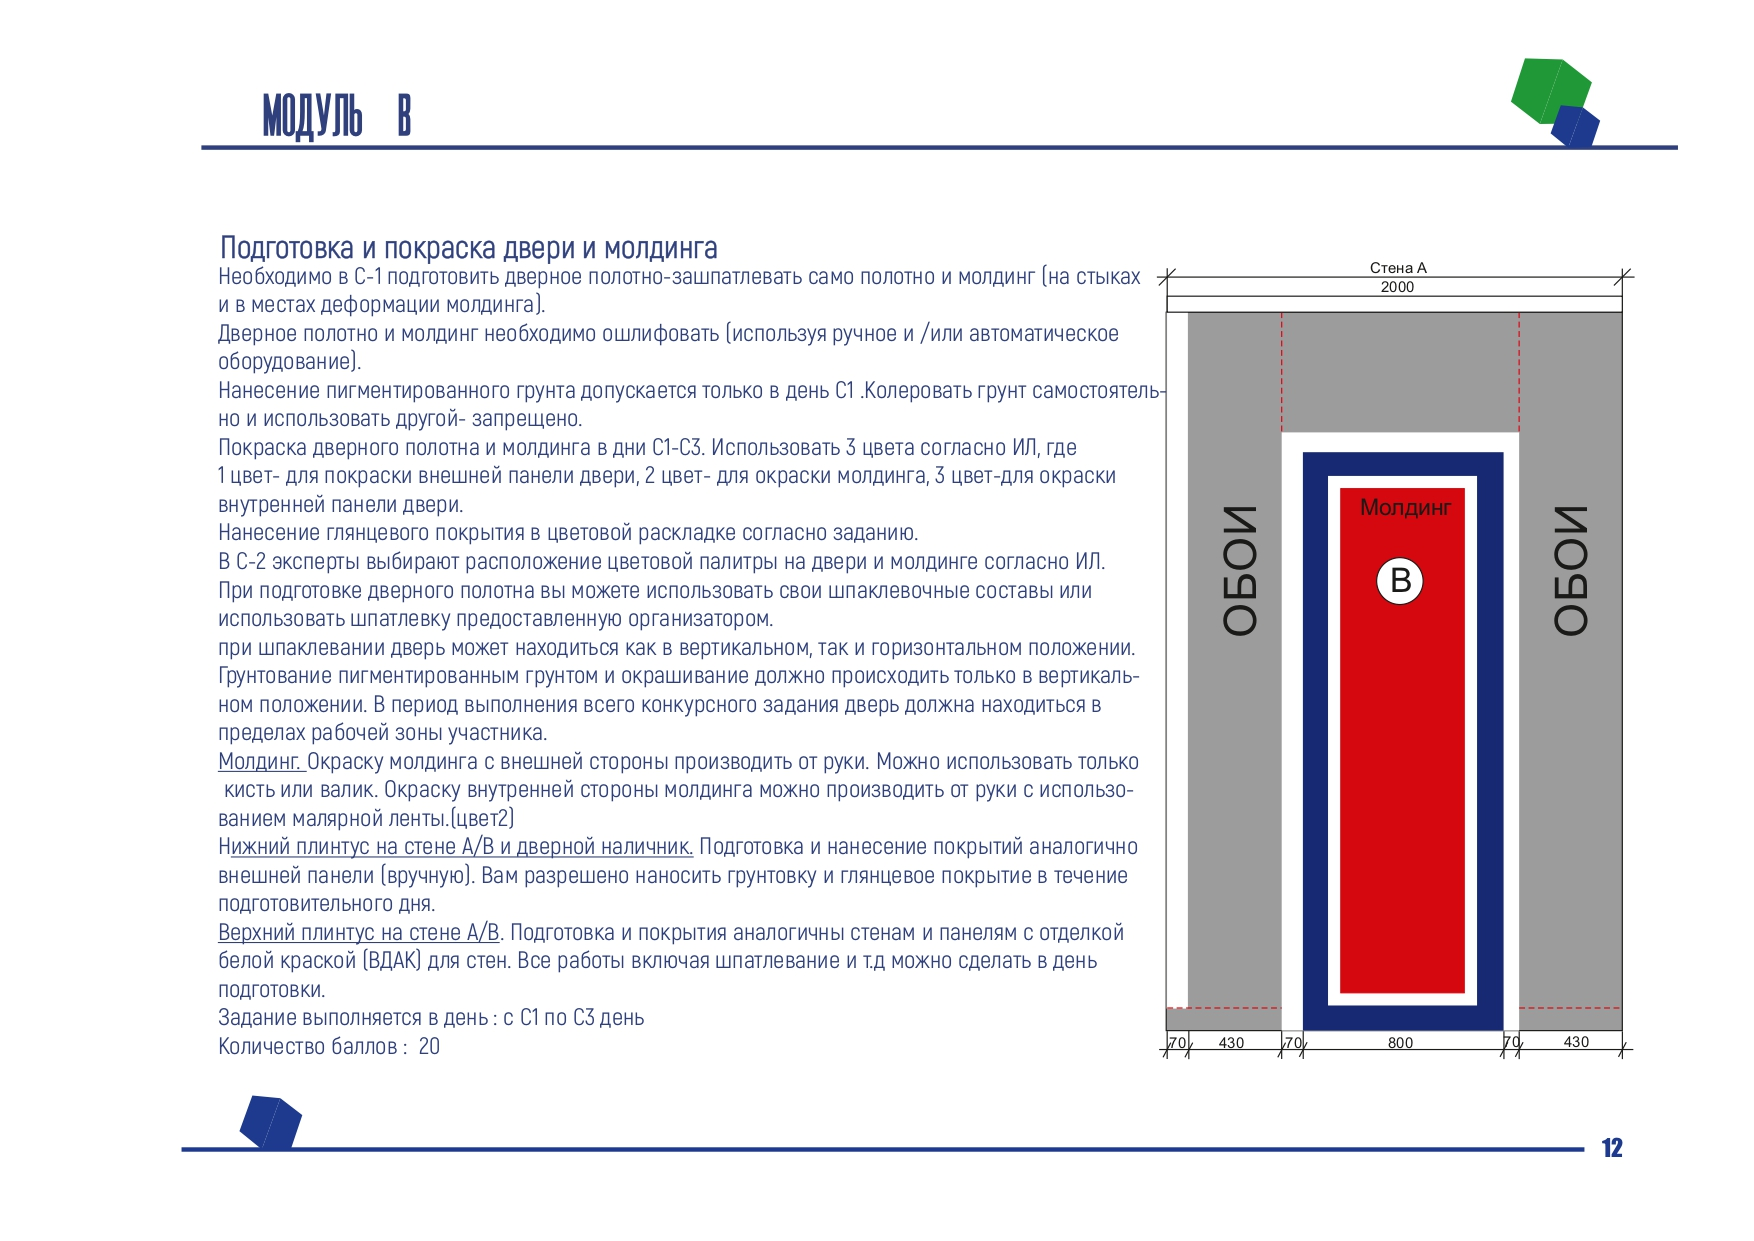 МОДУЛЬ В
Подготовка и покраска двери и молдинга
Необходимо в С-1 подготовить дверное полотно-зашпатлевать само полотно и молдинг (на стыках
и в местах деформации молдинга).
Дверное полотно и молдинг необходимо ошлифовать (используя ручное и /или автоматическое
оборудование).
Нанесение пигментированного грунта допускается только в день С1 .Колеровать грунт самостоятель-
но и использовать другой- запрещено.
Покраска дверного полотна и молдинга в дни С1-С3. Использовать 3 цвета согласно ИЛ, где
1 цвет- для покраски внешней панели двери, 2 цвет- для окраски молдинга, 3 цвет-для окраски
внутренней панели двери.
Нанесение глянцевого покрытия в цветовой раскладке согласно заданию.
В С-2 эксперты выбирают расположение цветовой палитры на двери и молдинге согласно ИЛ.
При подготовке дверного полотна вы можете использовать свои шпаклевочные составы или
использовать шпатлевку предоставленную организатором.
при шпаклевании дверь может находиться как в вертикальном, так и горизонтальном положении.
Грунтование пигментированным грунтом и окрашивание должно происходить только в вертикаль-
ном положении. В период выполнения всего конкурсного задания дверь должна находиться в
пределах рабочей зоны участника.
Молдинг. Окраску молдинга с внешней стороны производить от руки. Можно использовать только
кисть или валик. Окраску внутренней стороны молдинга можно производить от руки с использо-
ванием малярной ленты.(цвет2)
Нижний плинтус на стене А/В и дверной наличник. Подготовка и нанесение покрытий аналогично
внешней панели (вручную). Вам разрешено наносить грунтовку и глянцевое покрытие в течение
подготовительного дня.
Верхний плинтус на стене А/В. Подготовка и покрытия аналогичны стенам и панелям с отделкой
белой краской (ВДАК) для стен. Все работы включая шпатлевание и т.д можно сделать в день
подготовки.
Задание выполняется в день : с С1 по С3 день
Количество баллов : 20
Стена А
2000
ОБОИ
Молдинг
В
ОБОИ
70 430 70 800 70 430
12